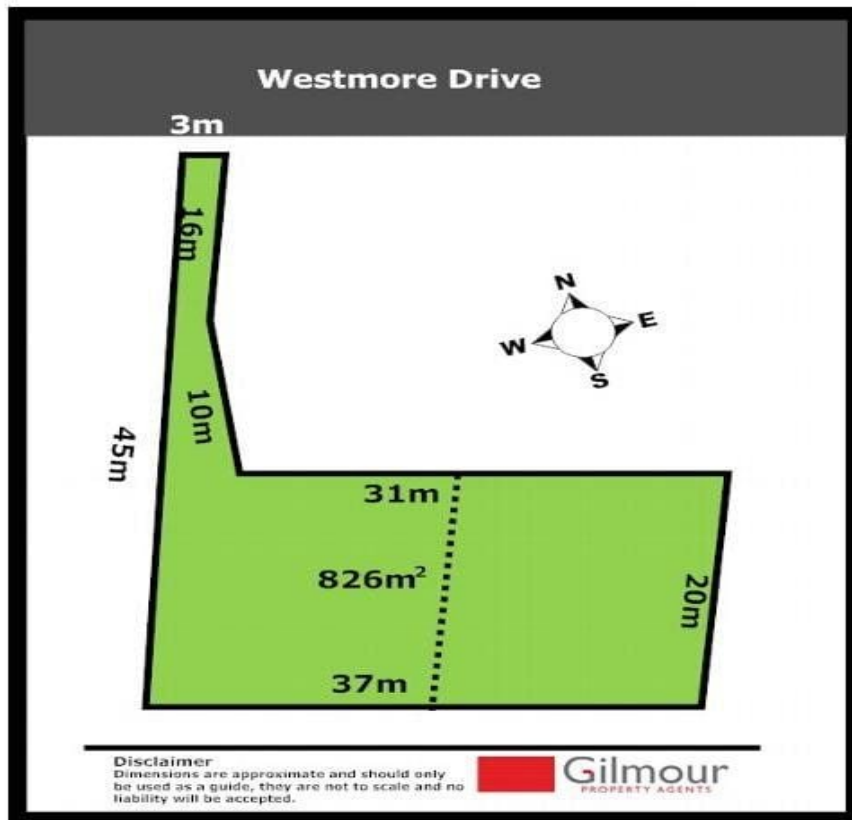 Westmore Drive
3m
16m
N
E
W
S
10m
45m
31m
826m²
20m
37m
Disclaimer
Dimensions are approximate and should only
be used as a guide, they are not to scale and no
liability will be accepted.
Gilmour
PROPERTY AGENTS